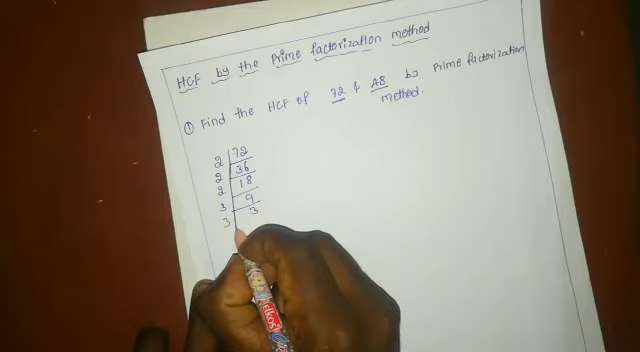 HCF by the Prime factorization method
① Find the HCF of 72 & 48 by Prime factorization
method.
2 | 72
2 | 36
2 | 18
3 | 9
3 | 3